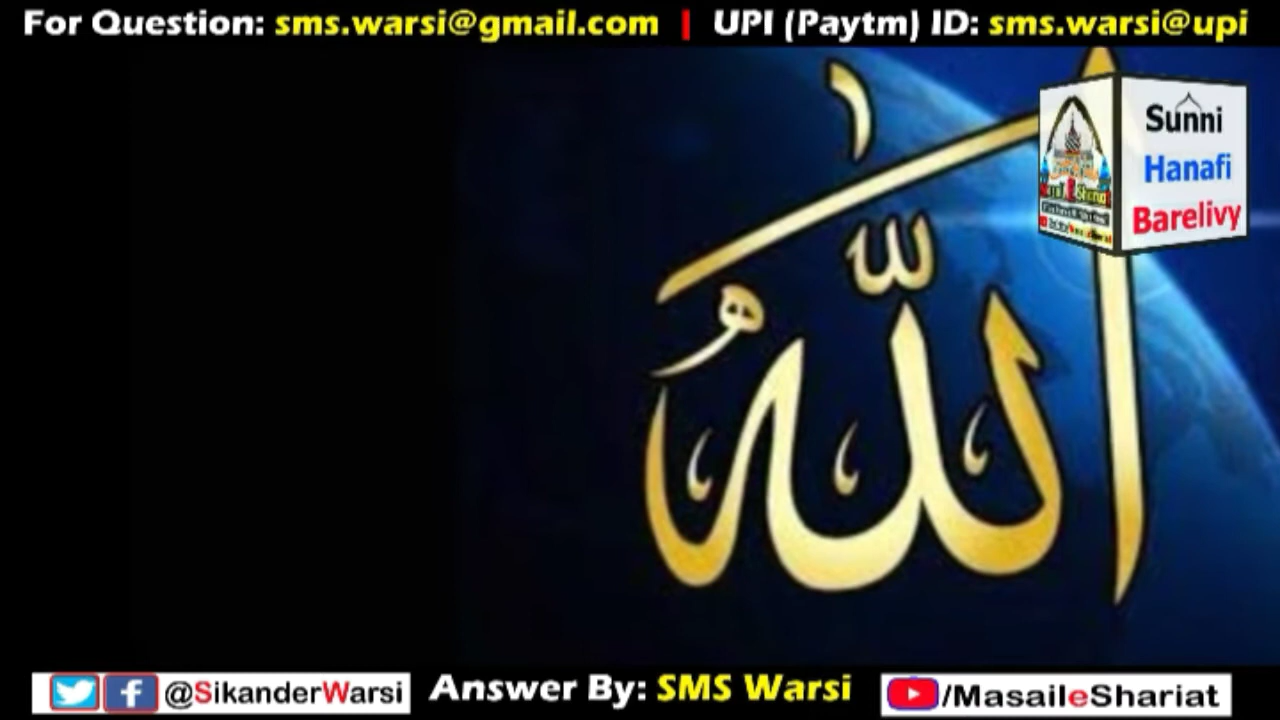 For Question: sms.warsi@gmail.com | UPI (Paytm) ID: sms.warsi@upi
الله
Sunni
Hanafi
Barelivy
@SikanderWarsi
Answer By: SMS Warsi
/MasaileShariat